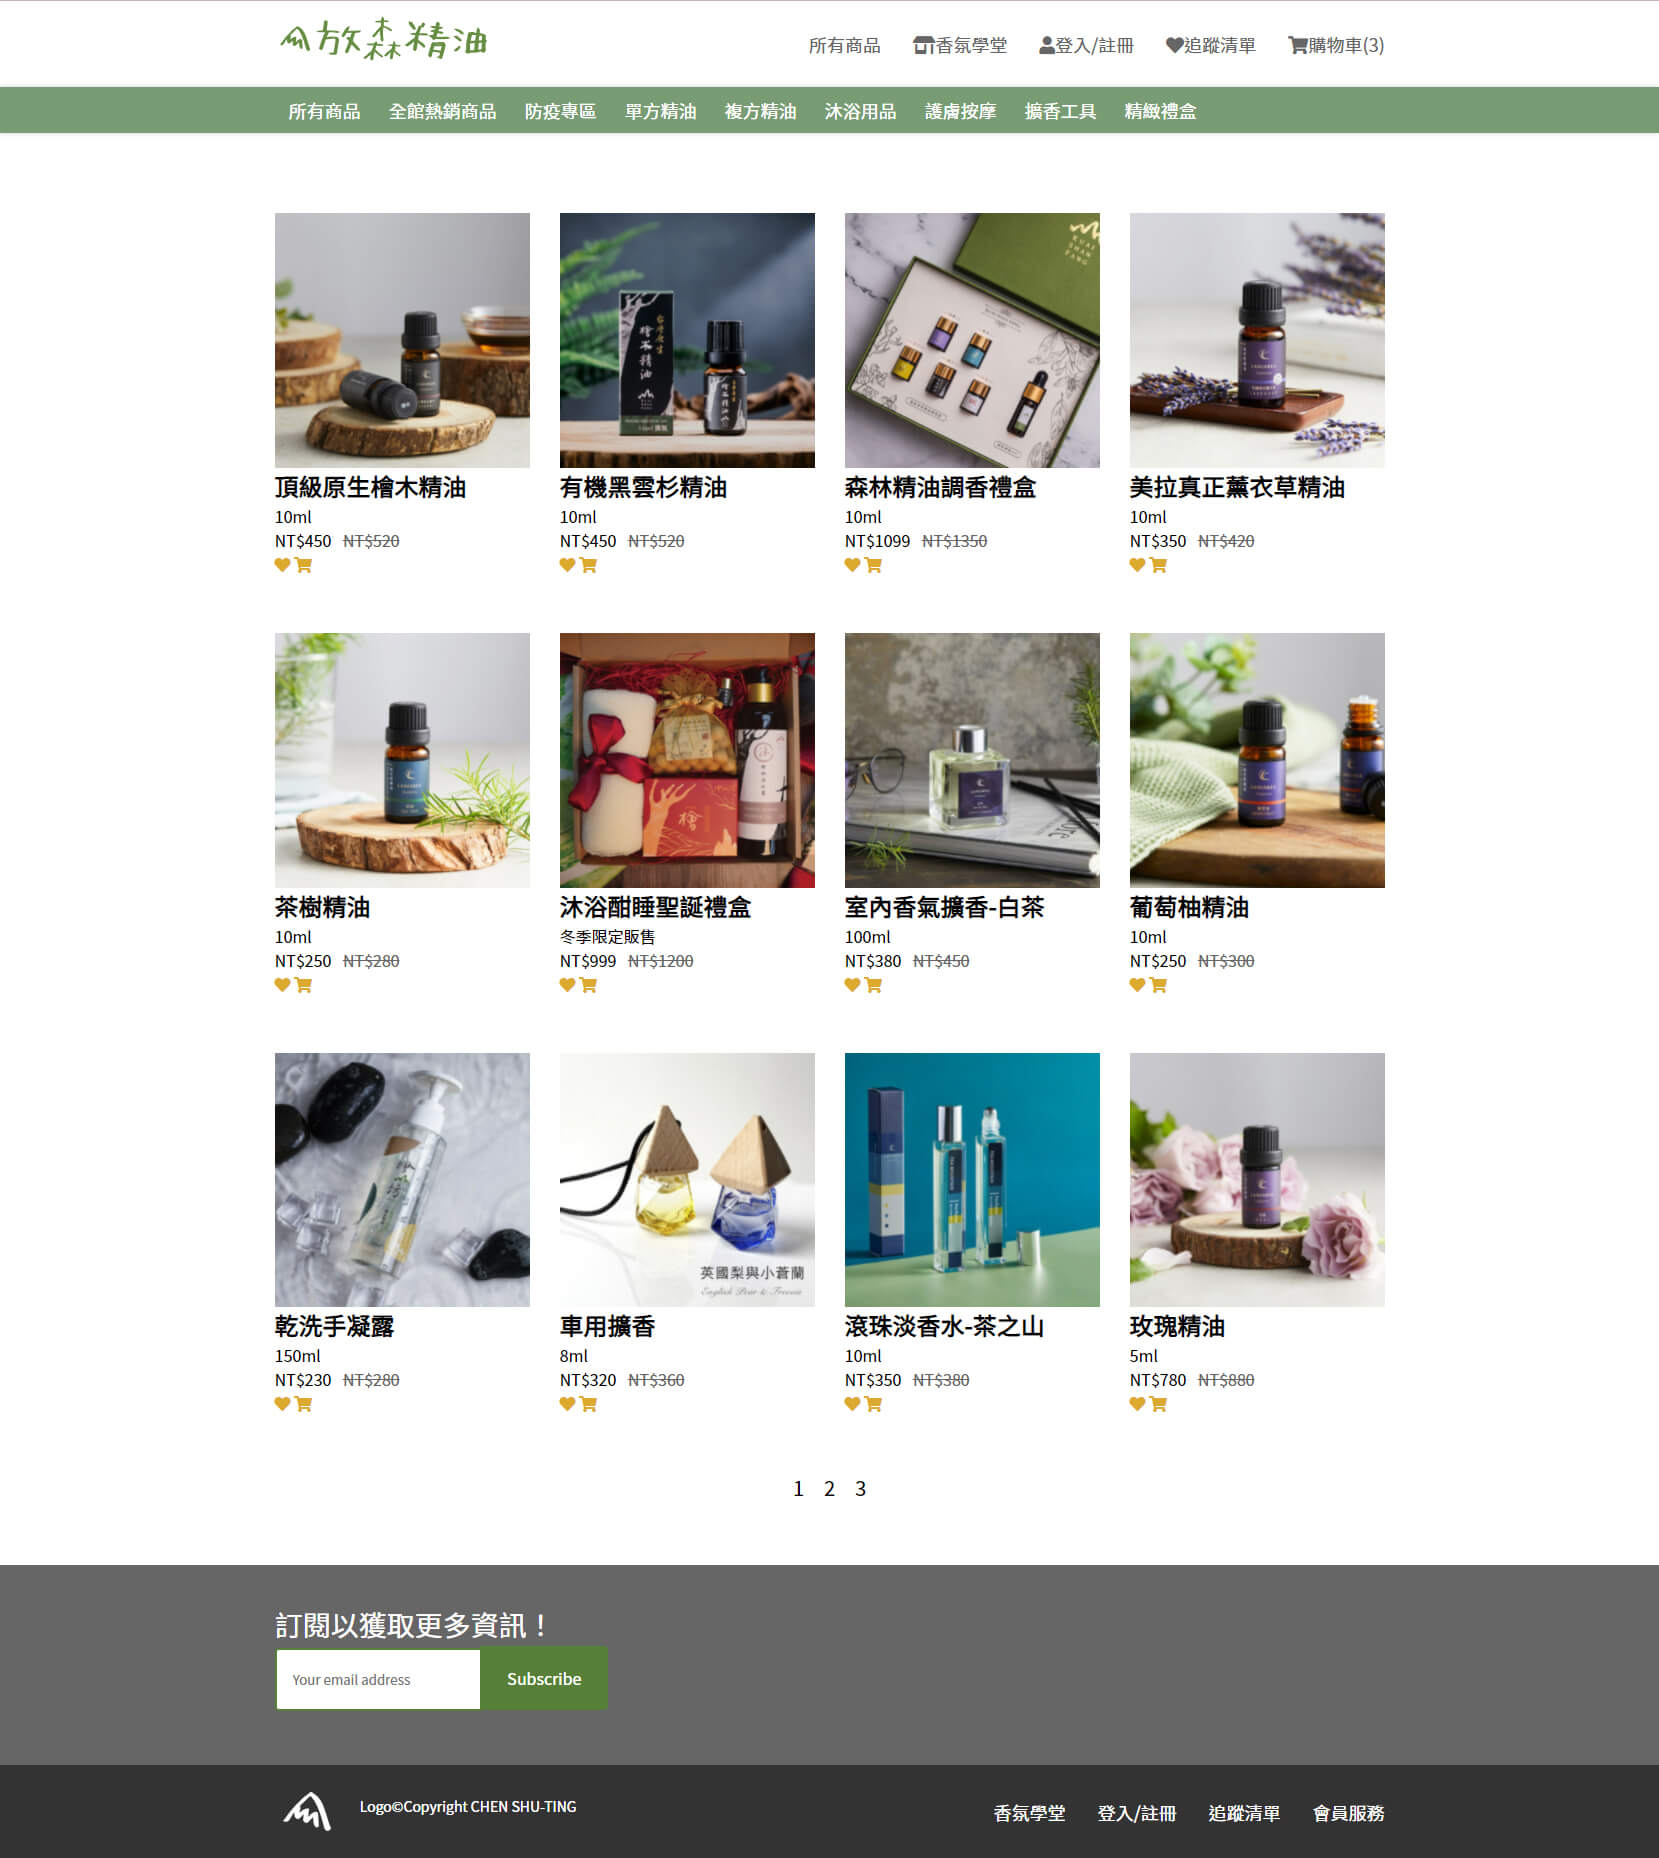 放森精油
所有商品 香氛學堂 登入/註冊 追蹤清單 購物車(3)
所有商品 全館熱銷商品 防疫專區 單方精油 複方精油 沐浴用品 護膚按摩 擴香工具 精緻禮盒
台灣原生
檜木精油
檜木精油
頂級原生檜木精油 有機黑雲杉精油 森林精油調香禮盒 美拉真正薰衣草精油
10ml 10ml 10ml 10ml
NT$450 NT$520 NT$450 NT$520 NT$1099 NT$1350 NT$350 NT$420
檜
茶樹精油 沐浴酣睡聖誕禮盒 室內香氣擴香-白茶 葡萄柚精油
10ml 冬季限定販售 100ml 10ml
NT$250 NT$280 NT$999 NT$1200 NT$380 NT$450 NT$250 NT$300
英國梨與小蒼蘭
English Pear & Freesia
乾洗手凝露 車用擴香 滾珠淡香水-茶之山 玫瑰精油
150ml 8ml 10ml 5ml
NT$230 NT$280 NT$320 NT$360 NT$350 NT$380 NT$780 NT$880
1 2 3
訂閱以獲取更多資訊！
Your email address Subscribe
Logo©Copyright CHEN SHU-TING 香氛學堂 登入/註冊 追蹤清單 會員服務